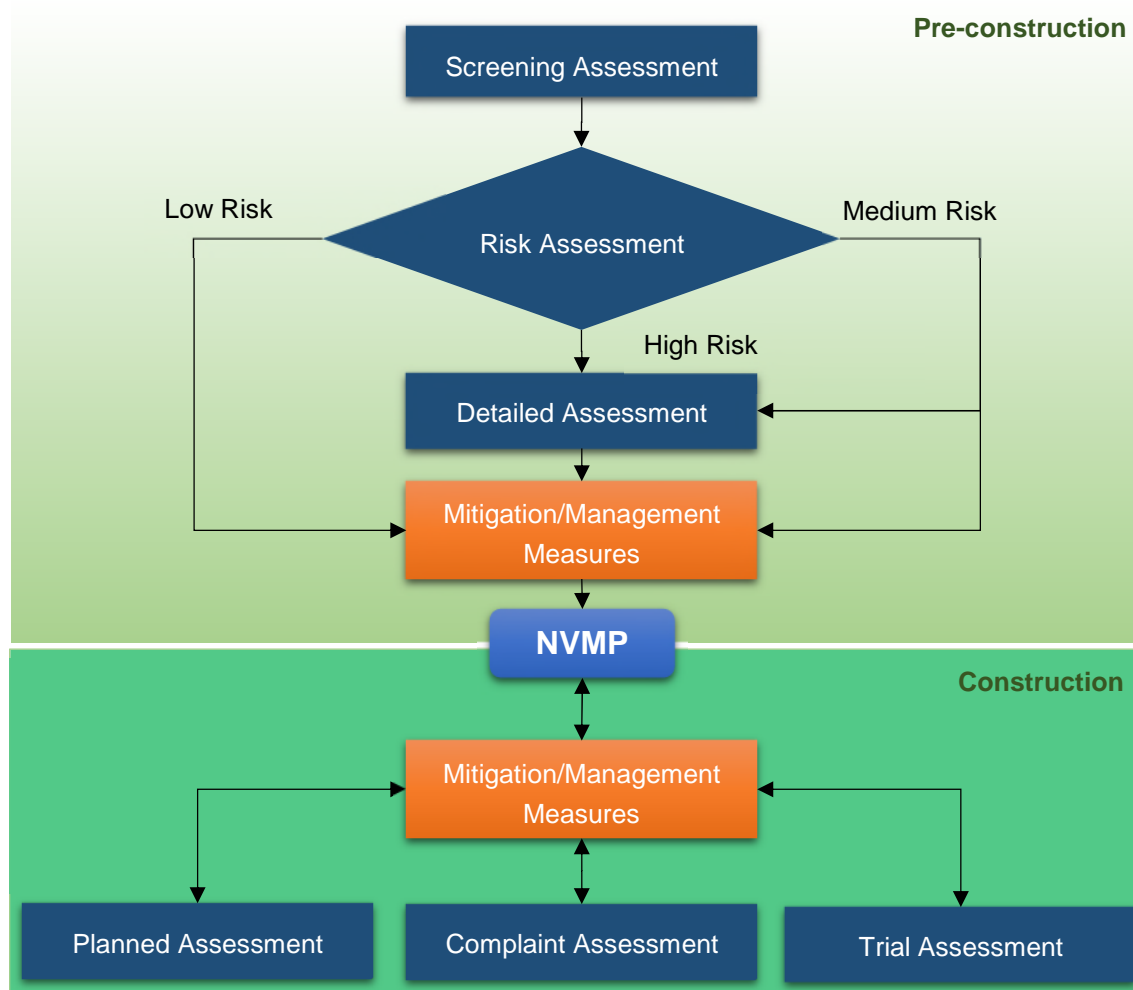 Pre-construction
Screening Assessment
Low Risk
Medium Risk
Risk Assessment
High Risk
Detailed Assessment
Mitigation/Management
Measures
NVMP
Construction
Mitigation/Management
Measures
Planned Assessment
Complaint Assessment
Trial Assessment